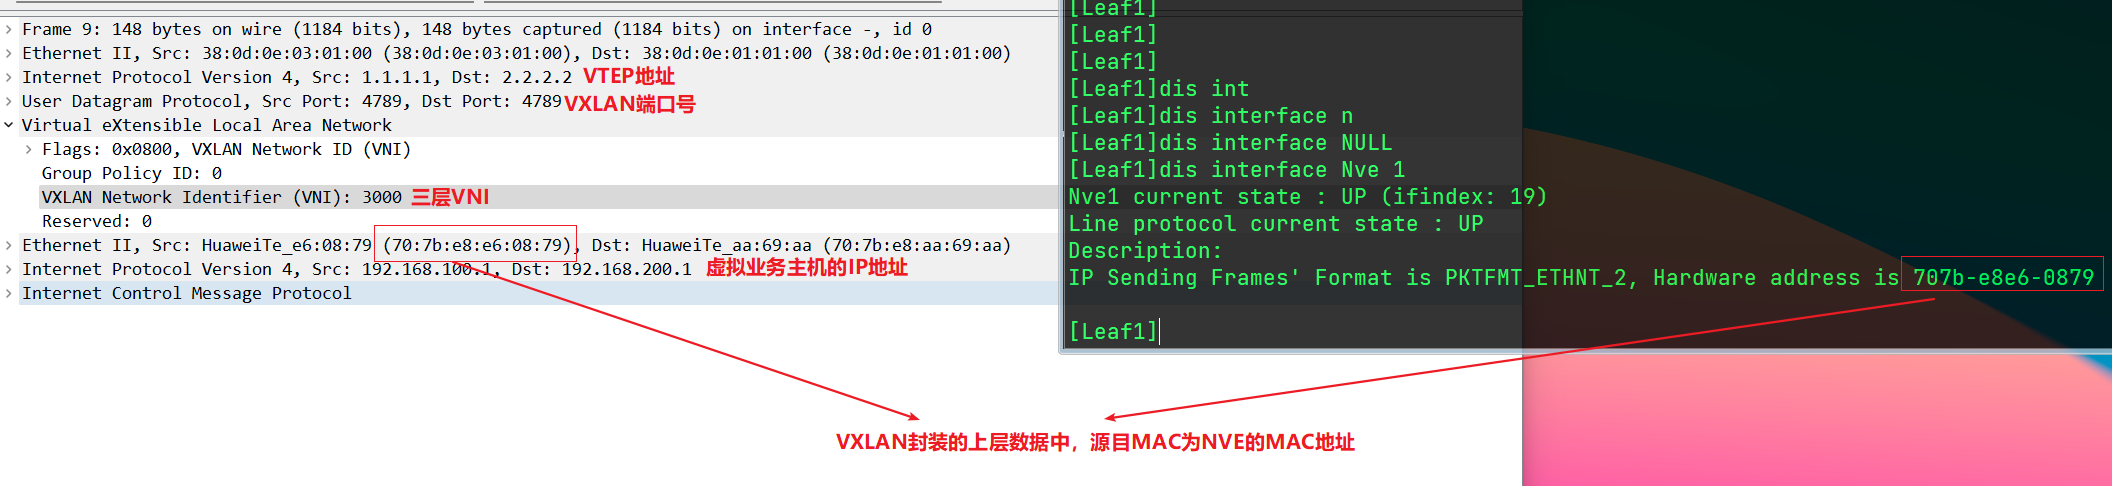 Frame 9: 148 bytes on wire (1184 bits), 148 bytes captured (1184 bits) on interface -, id 0
Ethernet II, Src: 38:0d:0e:03:01:00 (38:0d:0e:03:01:00), Dst: 38:0d:0e:01:01:00 (38:0d:0e:01:01:00)
Internet Protocol Version 4, Src: 1.1.1.1, Dst: 2.2.2.2 VTEP地址
User Datagram Protocol, Src Port: 4789, Dst Port: 4789 VXLAN端口号
Virtual eXtensible Local Area Network
Flags: 0x0800, VXLAN Network ID (VNI)
Group Policy ID: 0
VXLAN Network Identifier (VNI): 3000 三层VNI
Reserved: 0
Ethernet II, Src: HuaweiTe_e6:08:79 (70:7b:e8:e6:08:79), Dst: HuaweiTe_aa:69:aa (70:7b:e8:aa:69:aa)
Internet Protocol Version 4, Src: 192.168.100.1, Dst: 192.168.200.1 虚拟业务主机的IP地址
Internet Control Message Protocol
[Leaf1]
[Leaf1]
[Leaf1]
[Leaf1]dis int
[Leaf1]dis interface n
[Leaf1]dis interface NULL
[Leaf1]dis interface Nve 1
Nve1 current state : UP (ifindex: 19)
Line protocol current state : UP
Description:
IP Sending Frames' Format is PKTFMT_ETHNT_2, Hardware address is 707b-e8e6-0879
[Leaf1]
VXLAN封装的上层数据中，源目MAC为NVE的MAC地址